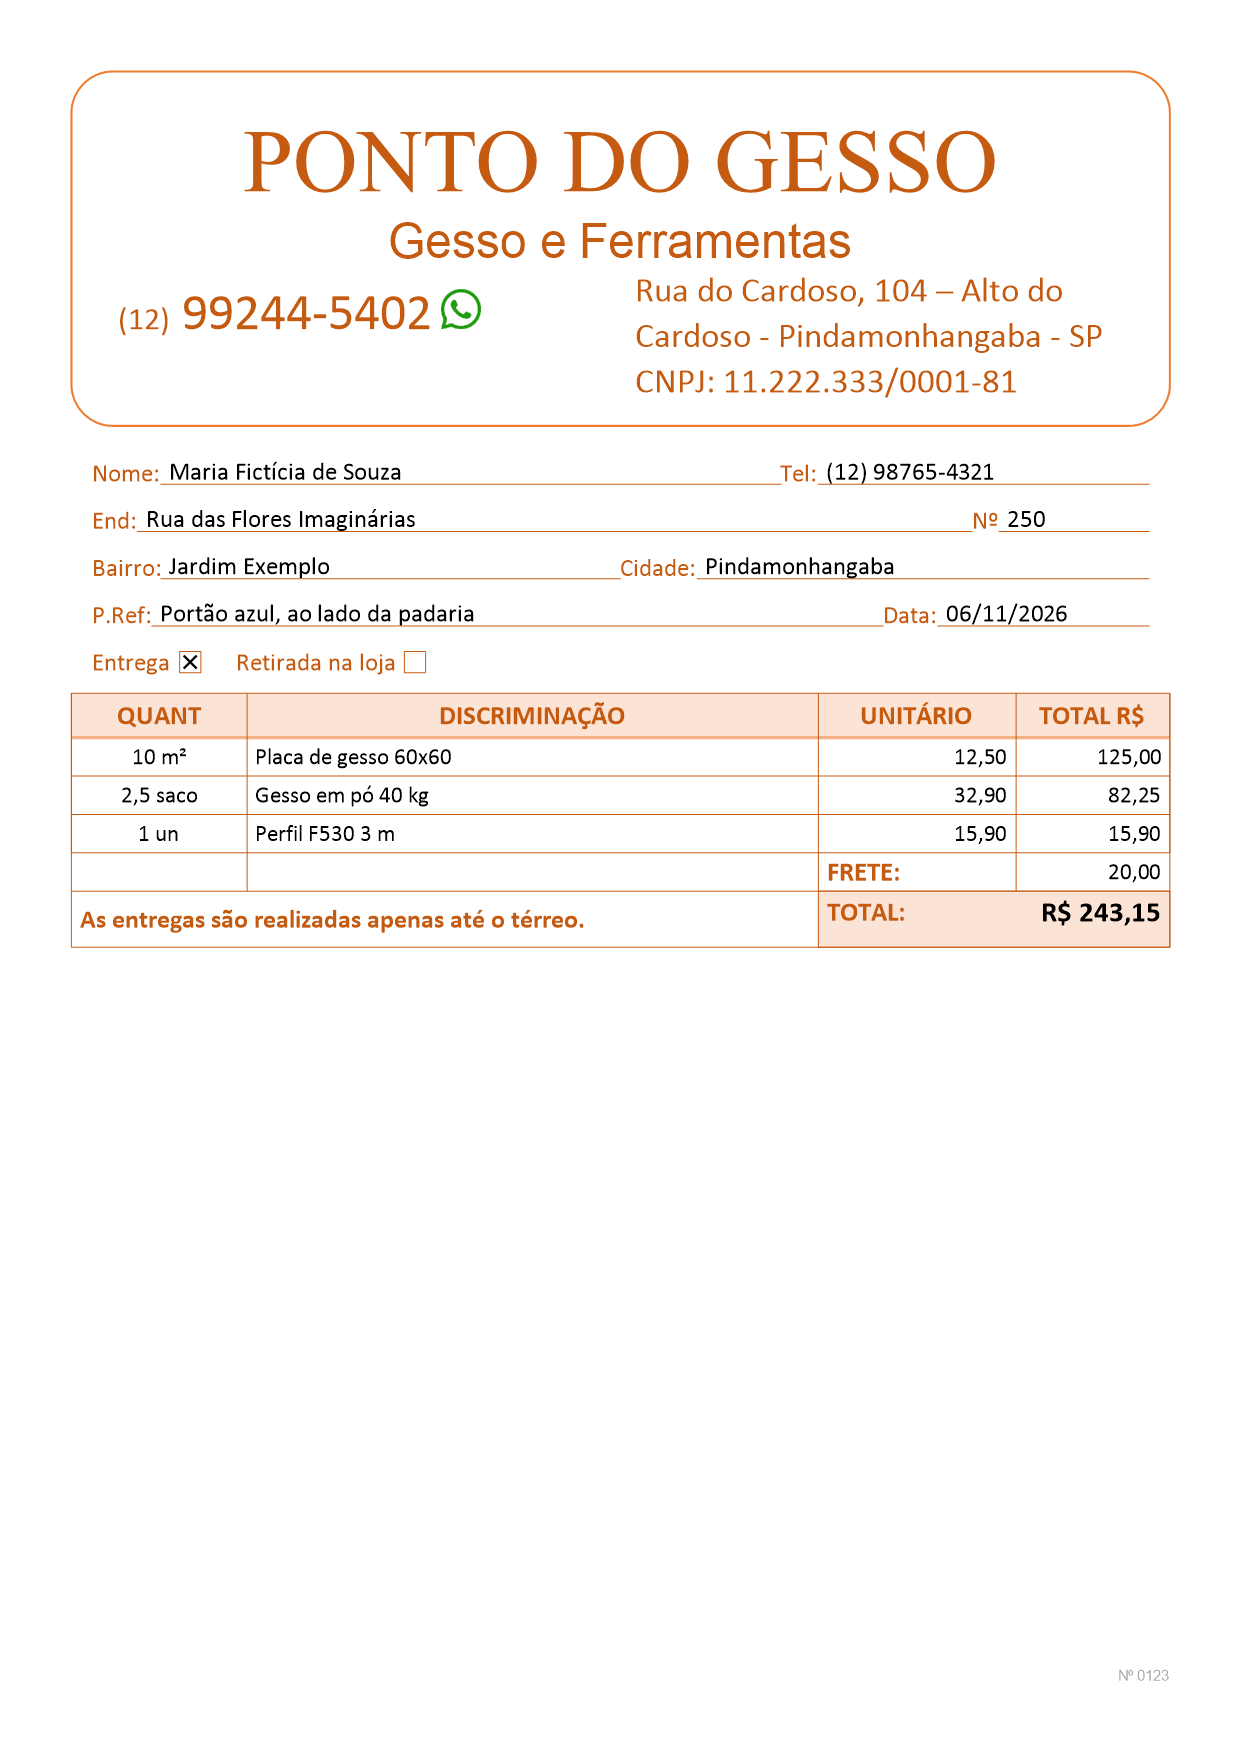 PONTO DO GESSO
Gesso e Ferramentas
(12) 99244-5402
Rua do Cardoso, 104 – Alto do
Cardoso - Pindamonhangaba - SP
CNPJ: 11.222.333/0001-81
Nome: Maria Fictícia de Souza Tel: (12) 98765-4321
End: Rua das Flores Imaginárias Nº 250
Bairro: Jardim Exemplo Cidade: Pindamonhangaba
P.Ref: Portão azul, ao lado da padaria Data: 06/11/2026
Entrega ☒ Retirada na loja ☐
QUANT DISCRIMINAÇÃO UNITÁRIO TOTAL R$
10 m² Placa de gesso 60x60 12,50 125,00
2,5 saco Gesso em pó 40 kg 32,90 82,25
1 un Perfil F530 3 m 15,90 15,90
FRETE: 20,00
As entregas são realizadas apenas até o térreo. TOTAL: R$ 243,15
Nº 0123